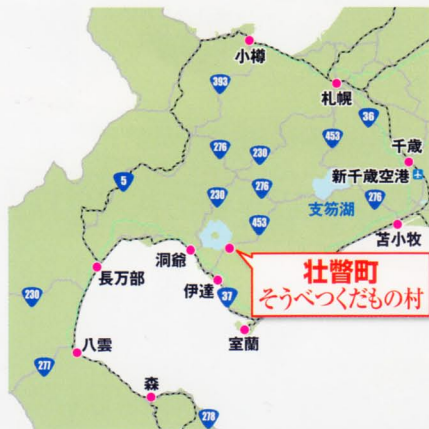 小樽
393
札幌
36
276
230
453
千歳
新千歳空港
5
230
276
276
支笏湖
453
苫小牧
洞爺
壮瞥町
そうべつくだもの村
長万部
伊達
37
230
室蘭
八雲
277
森
278